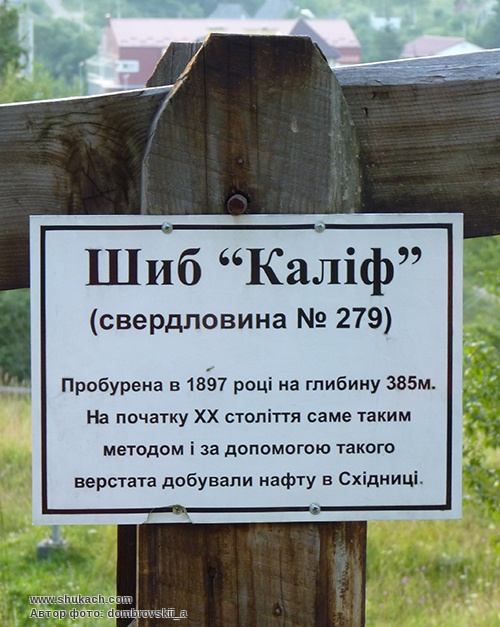 Шиб “Каліф”
(свердловина № 279)
Пробурена в 1897 році на глибину 385м.
На початку XX століття саме таким
методом і за допомогою такого
верстата добували нафту в Східниці.
www.shukach.com
Автор фото: dombrovskii_a